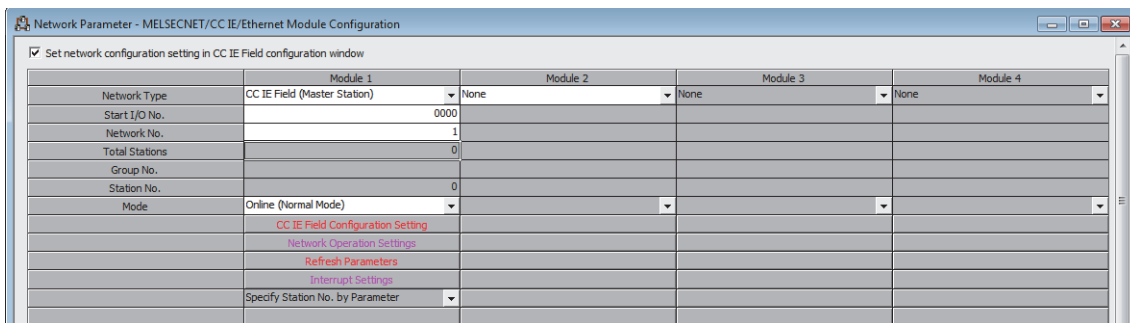 Network Parameter - MELSECNET/CC IE/Ethernet Module Configuration
Set network configuration setting in CC IE Field configuration window
Module 1 Module 2 Module 3 Module 4
Network Type CC IE Field (Master Station) None None None
Start I/O No. 0000
Network No. 1
Total Stations 0
Group No.
Station No. 0
Mode Online (Normal Mode)
CC IE Field Configuration Setting
Network Operation Settings
Refresh Parameters
Interrupt Settings
Specify Station No. by Parameter